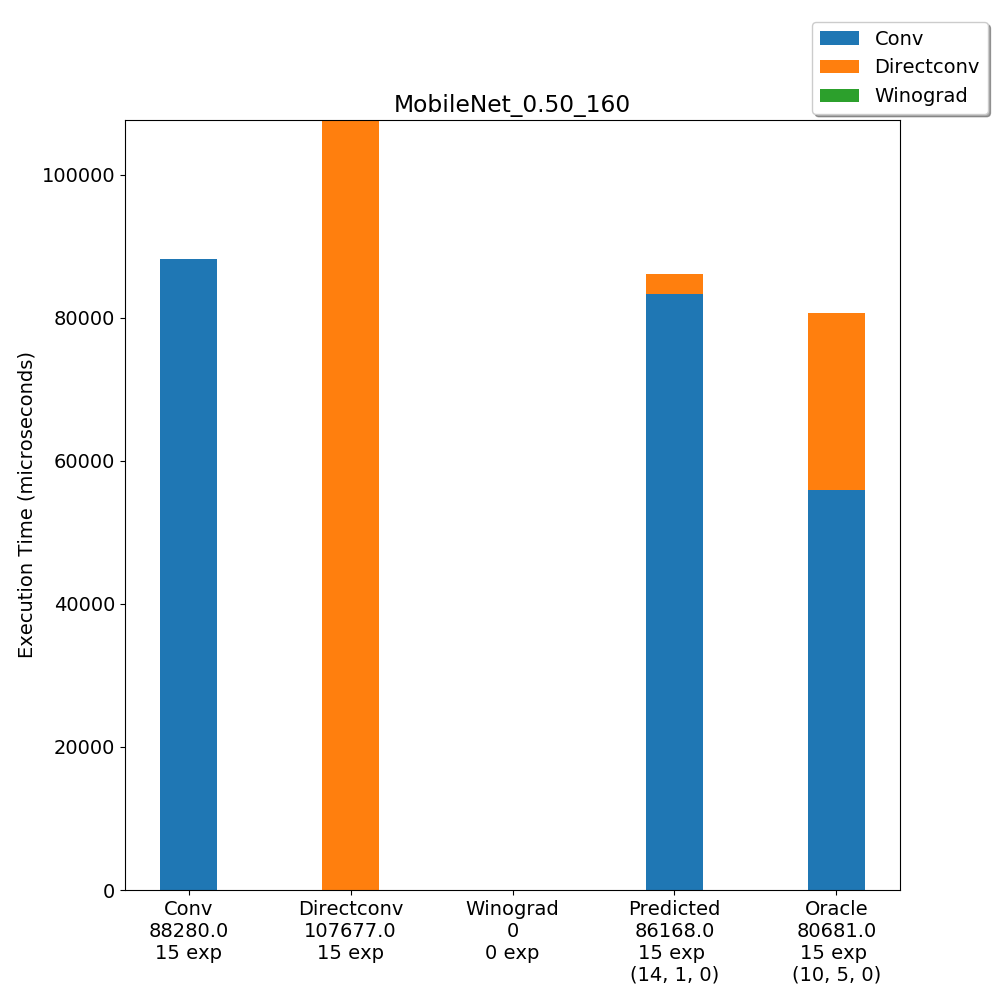 Conv
Directconv
Winograd
MobileNet_0.50_160
Execution Time (microseconds)
100000
80000
60000
40000
20000
0
Conv
88280.0
15 exp
Directconv
107677.0
15 exp
Winograd
0
0 exp
Predicted
86168.0
15 exp
(14, 1, 0)
Oracle
80681.0
15 exp
(10, 5, 0)